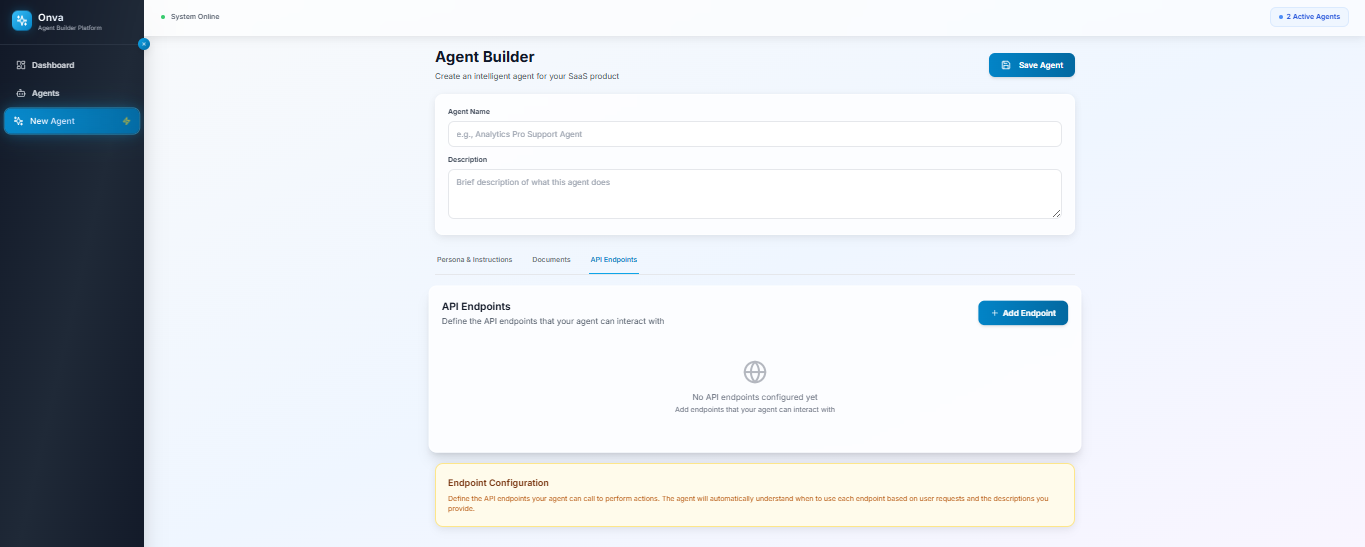 Onva
Agent Builder Platform
Dashboard
Agents
New Agent
System Online
2 Active Agents
Agent Builder
Create an intelligent agent for your SaaS product
Save Agent
Agent Name
e.g., Analytics Pro Support Agent
Description
Brief description of what this agent does
Persona & Instructions
Documents
API Endpoints
API Endpoints
Define the API endpoints that your agent can interact with
+ Add Endpoint
No API endpoints configured yet
Add endpoints that your agent can interact with
Endpoint Configuration
Define the API endpoints your agent can call to perform actions. The agent will automatically understand when to use each endpoint based on user requests and the descriptions you
provide.